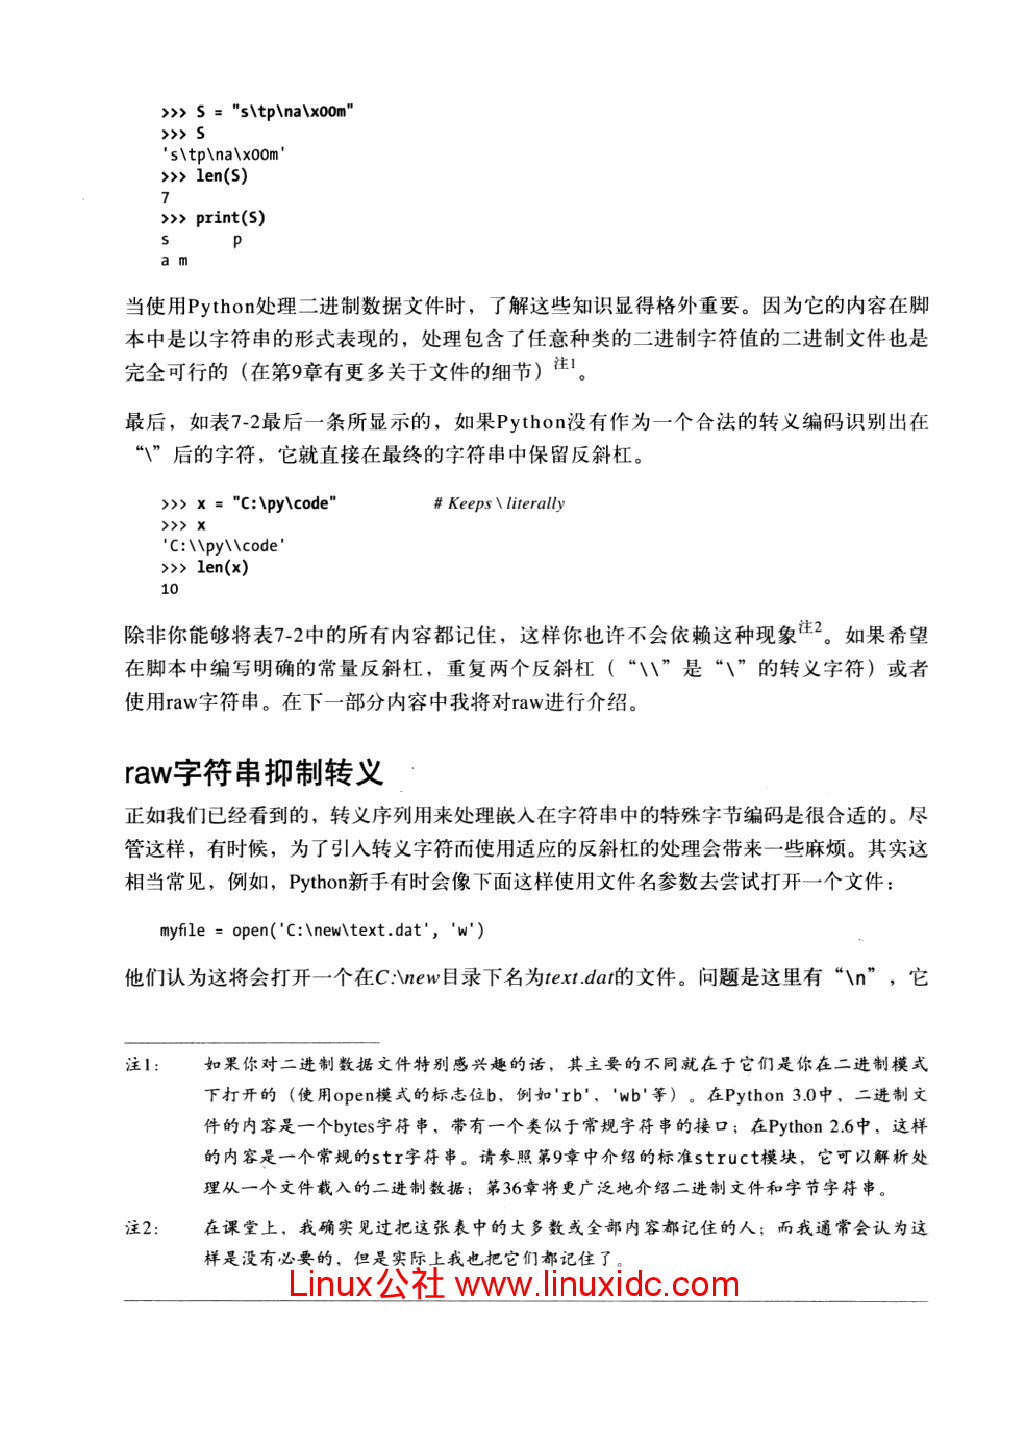 >>> S = "s\tp\na\x00m"
>>> S
's\tp\na\x00m'
>>> len(S)
7
>>> print(S)
s       p
a m
当使用Python处理二进制数据文件时，了解这些知识显得格外重要。因为它的内容在脚
本中是以字符串的形式表现的，处理包含了任意种类的二进制字符值的二进制文件也是
完全可行的（在第9章有更多关于文件的细节）注1。
最后，如表7-2最后一条所显示的，如果Python没有作为一个合法的转义编码识别出在
“\”后的字符，它就直接在最终的字符串中保留反斜杠。
>>> x = "C:\py\code"          # Keeps \ literally
>>> x
'C:\\py\\code'
>>> len(x)
10
除非你能够将表7-2中的所有内容都记住，这样你也许不会依赖这种现象注2。如果希望
在脚本中编写明确的常量反斜杠，重复两个反斜杠（“\\”是“\”的转义字符）或者
使用raw字符串。在下一部分内容中我将对raw进行介绍。
raw字符串抑制转义
正如我们已经看到的，转义序列用来处理嵌入在字符串中的特殊字节编码是很合适的。尽
管这样，有时候，为了引入转义字符而使用适应的反斜杠的处理会带来一些麻烦。其实这
相当常见，例如，Python新手有时会像下面这样使用文件名参数去尝试打开一个文件：
myfile = open('C:\new\text.dat', 'w')
他们认为这将会打开一个在C:\new目录下名为text.dat的文件。问题是这里有“\n”，它
注1： 如果你对二进制数据文件特别感兴趣的话，其主要的不同就在于它们是你在二进制模式
下打开的（使用open模式的标志位b，例如'rb'，'wb'等）。在Python 3.0中，二进制文
件的内容是一个bytes字符串，带有一个类似于常规字符串的接口；在Python 2.6中，这样
的内容是一个常规的str字符串。请参照第9章中介绍的标准struct模块，它可以解析处
理从一个文件载入的二进制数据；第36章将更广泛地介绍二进制文件和字节字符串。
注2： 在课堂上，我确实见过把这张表中的大多数或全部内容都记住的人；而我通常会认为这
样是没有必要的，但是实际上我也把它们都记住了。
Linux公社 www.linuxidc.com